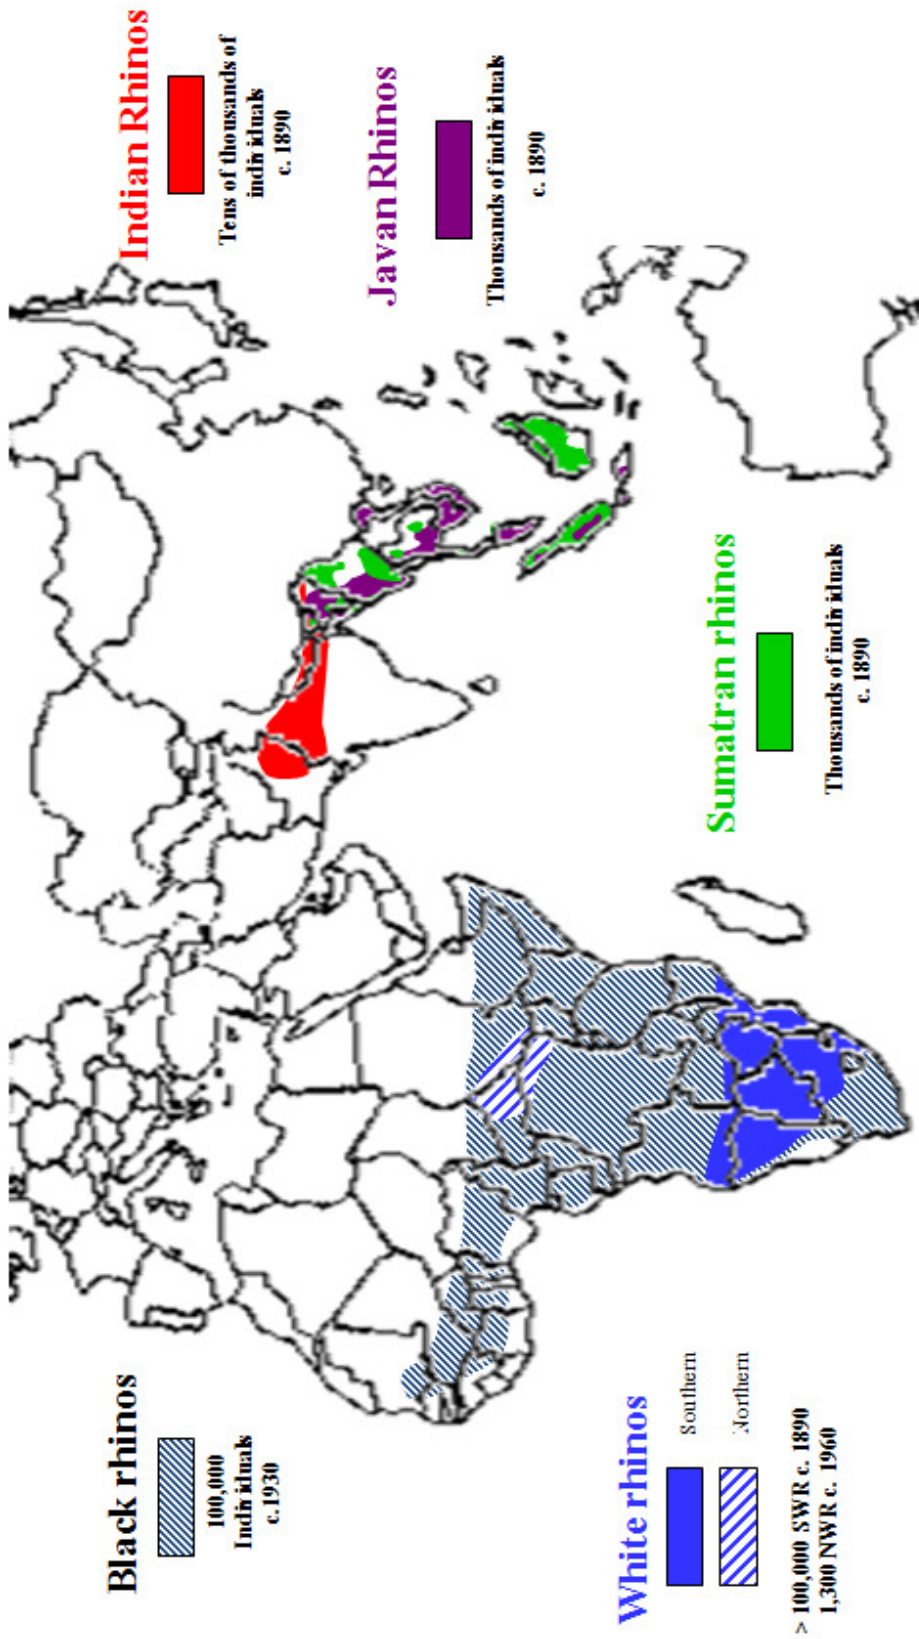 Black rhinos
100,000
Individuals
c.1930
White rhinos
Southern
Northern
> 100,000 SWR c. 1890
1,300 NWR c. 1960
Sumatran rhinos
Thousands of individuals
c. 1890
Indian Rhinos
Tens of thousands of
individuals
c. 1890
Javan Rhinos
Thousands of individuals
c. 1890